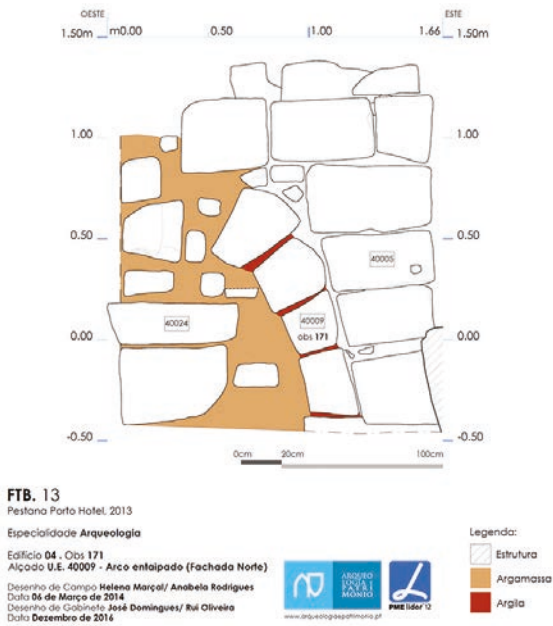 OESTE
ESTE
1.50m m0.00 0.50 1.00 1.66 1.50m
1.00 1.00
0.50 0.50
40005
40024
40009
obs 171
0.00 0.00
-0.50 -0.50
0cm 20cm 100cm
FTB. 13
Pestana Porto Hotel, 2013
Especialidade Arqueologia
Edifício 04 . Obs 171
Alçado U.E. 40009 - Arco entaipado (Fachada Norte)
Desenho de Campo Helena Marçal/ Anabela Rodrigues
Data 06 de Março de 2014
Desenho de Gabinete José Domingues/ Rui Oliveira
Data Dezembro de 2016
ARQUEO
LOGIA &
PATRI
MÓNIO
www.arqueologiaepatrimonio.pt
PME líder'12
Legenda:
Estrutura
Argamassa
Argila